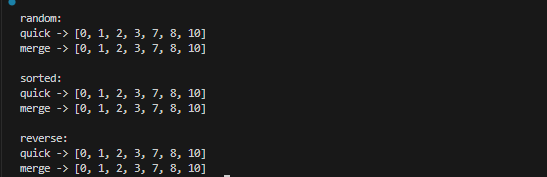 random:
quick -> [0, 1, 2, 3, 7, 8, 10]
merge -> [0, 1, 2, 3, 7, 8, 10]
sorted:
quick -> [0, 1, 2, 3, 7, 8, 10]
merge -> [0, 1, 2, 3, 7, 8, 10]
reverse:
quick -> [0, 1, 2, 3, 7, 8, 10]
merge -> [0, 1, 2, 3, 7, 8, 10]